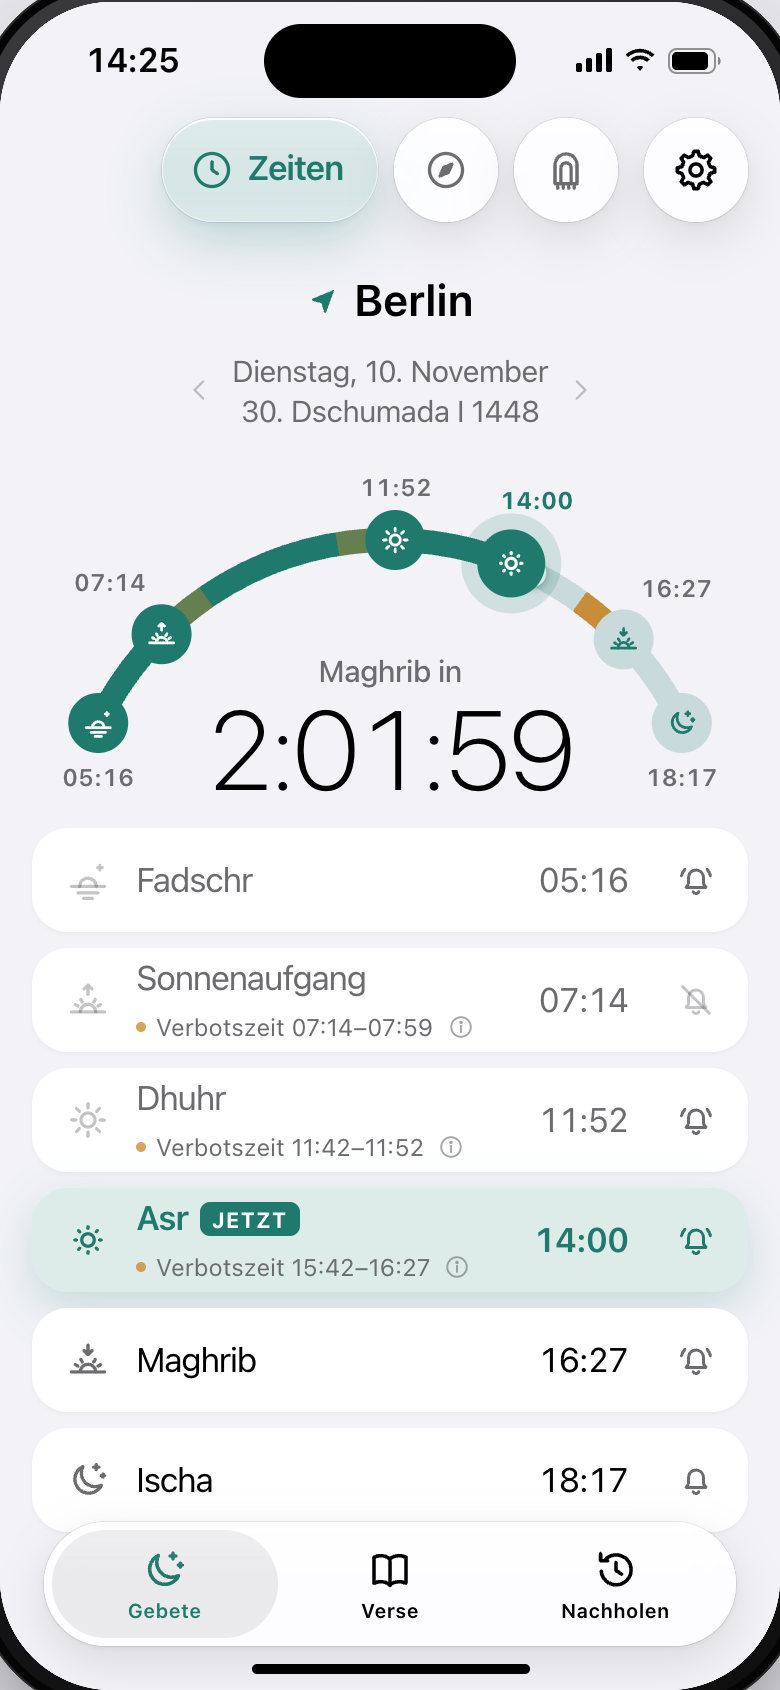 14:25
Zeiten
Berlin
Dienstag, 10. November
30. Dschumada I 1448
11:52
14:00
07:14
16:27
Maghrib in
2:01:59
05:16
18:17
Fadschr 05:16
Sonnenaufgang
07:14
Verbotszeit 07:14–07:59
Dhuhr
11:52
Verbotszeit 11:42–11:52
Asr JETZT
14:00
Verbotszeit 15:42–16:27
Maghrib 16:27
Ischa 18:17
Gebete Verse Nachholen